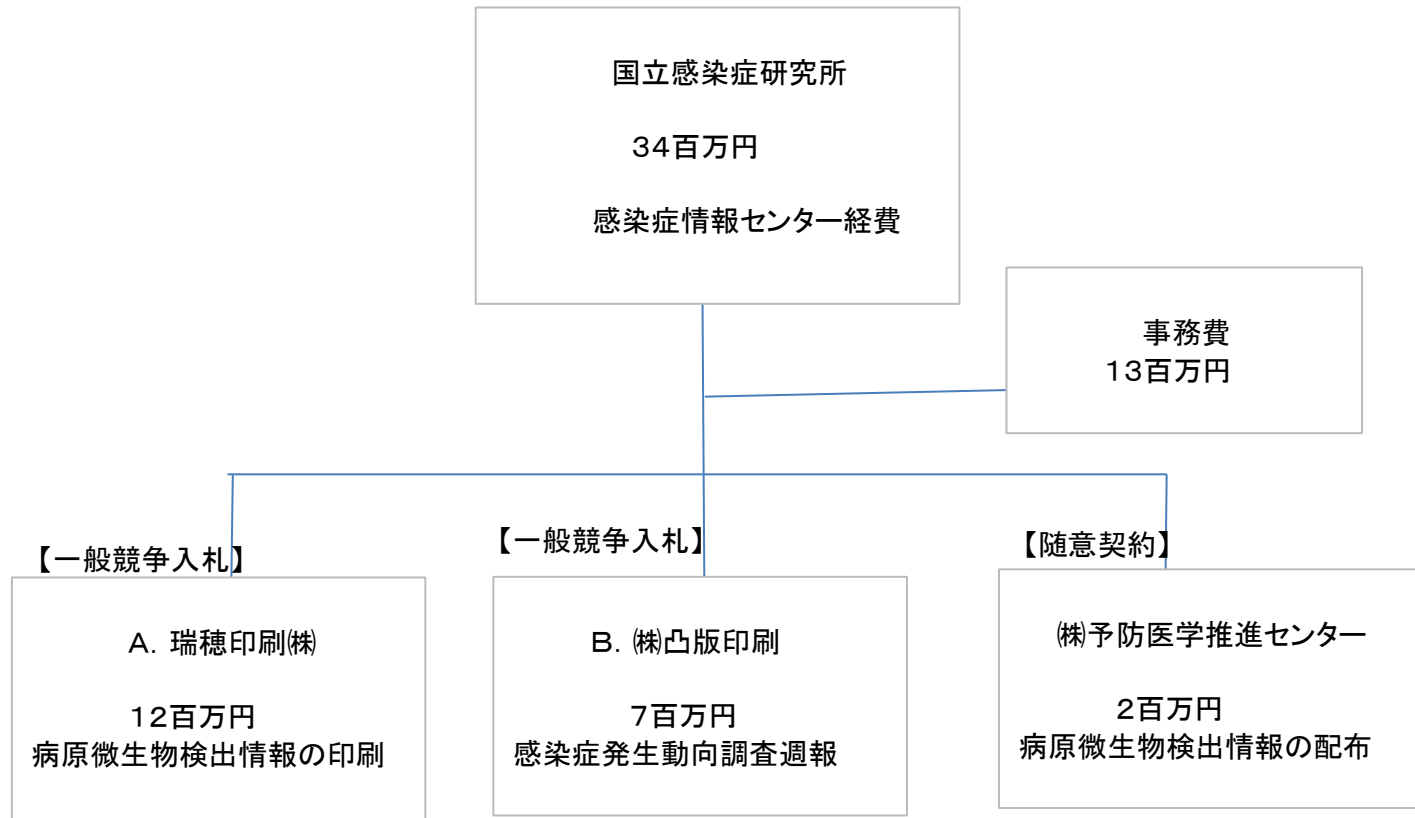 国立感染症研究所
34百万円
感染症情報センター経費
事務費
13百万円
【一般競争入札】
A. 瑞穂印刷㈱
12百万円
病原微生物検出情報の印刷
【一般競争入札】
B. ㈱凸版印刷
7百万円
感染症発生動向調査週報
【随意契約】
㈱予防医学推進センター
2百万円
病原微生物検出情報の配布